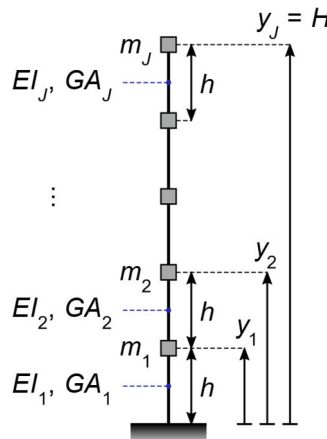 y_J = H
m_J
EI_J, GA_J
h
⋮
y_2
m_2
EI_2, GA_2
h
y_1
m_1
EI_1, GA_1
h